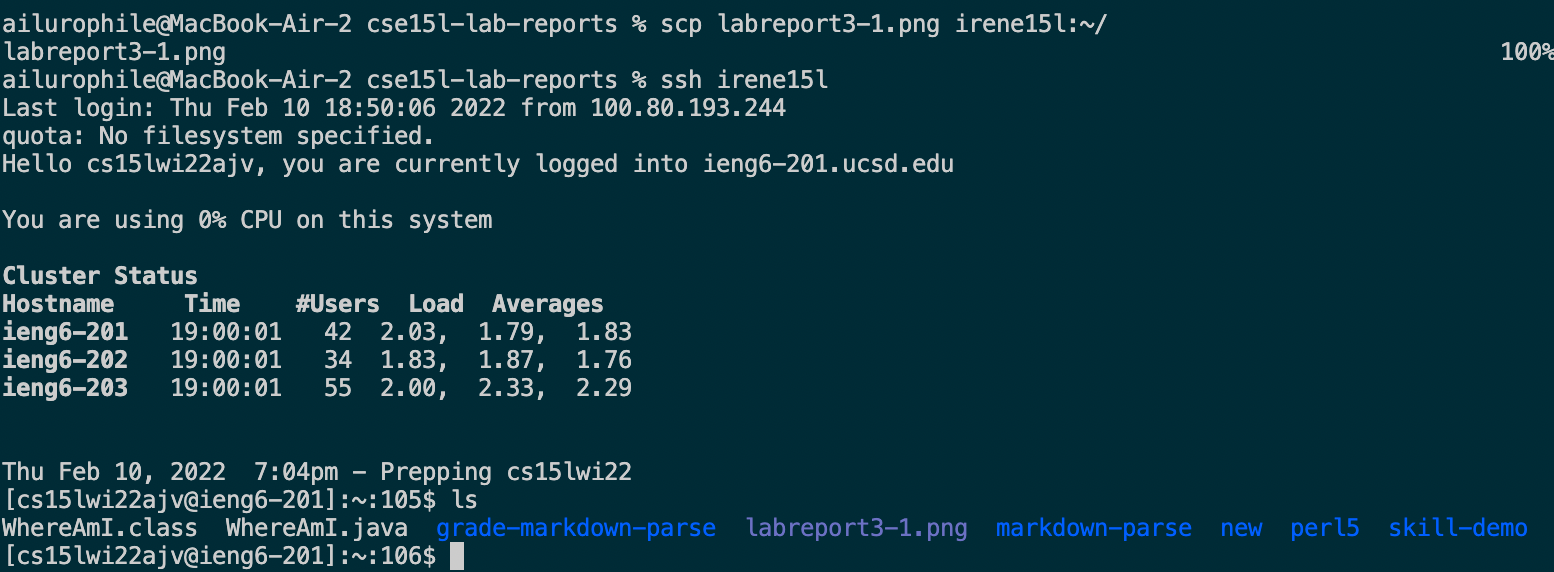 ailurophile@MacBook-Air-2 cse15l-lab-reports % scp labreport3-1.png irene15l:~/
labreport3-1.png 100%
ailurophile@MacBook-Air-2 cse15l-lab-reports % ssh irene15l
Last login: Thu Feb 10 18:50:06 2022 from 100.80.193.244
quota: No filesystem specified.
Hello cs15lwi22ajv, you are currently logged into ieng6-201.ucsd.edu
You are using 0% CPU on this system
Cluster Status
Hostname Time #Users Load Averages
ieng6-201 19:00:01 42 2.03, 1.79, 1.83
ieng6-202 19:00:01 34 1.83, 1.87, 1.76
ieng6-203 19:00:01 55 2.00, 2.33, 2.29
Thu Feb 10, 2022 7:04pm - Prepping cs15lwi22
[cs15lwi22ajv@ieng6-201]:~:105$ ls
WhereAmI.class WhereAmI.java grade-markdown-parse labreport3-1.png markdown-parse new perl5 skill-demo
[cs15lwi22ajv@ieng6-201]:~:106$